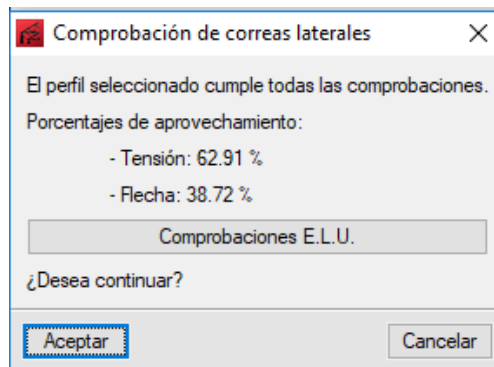 Comprobación de correas laterales
El perfil seleccionado cumple todas las comprobaciones.
Porcentajes de aprovechamiento:
- Tensión: 62.91 %
- Flecha: 38.72 %
Comprobaciones E.L.U.
¿Desea continuar?
Aceptar
Cancelar